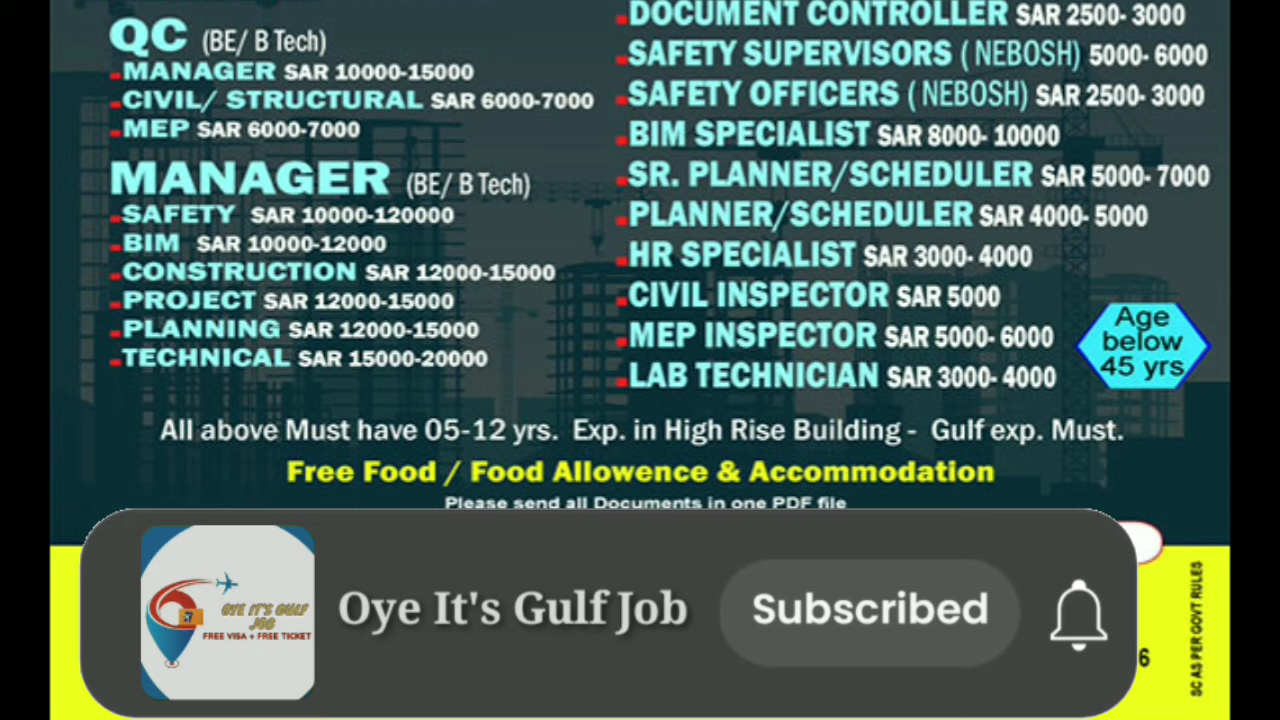 QC (BE/ B Tech)
MANAGER SAR 10000-15000
CIVIL/ STRUCTURAL SAR 6000-7000
MEP SAR 6000-7000
MANAGER (BE/ B Tech)
SAFETY SAR 10000-120000
BIM SAR 10000-12000
CONSTRUCTION SAR 12000-15000
PROJECT SAR 12000-15000
PLANNING SAR 12000-15000
TECHNICAL SAR 15000-20000
DOCUMENT CONTROLLER SAR 2500- 3000
SAFETY SUPERVISORS ( NEBOSH) 5000- 6000
SAFETY OFFICERS ( NEBOSH) SAR 2500- 3000
BIM SPECIALIST SAR 8000- 10000
SR. PLANNER/SCHEDULER SAR 5000- 7000
PLANNER/SCHEDULER SAR 4000- 5000
HR SPECIALIST SAR 3000- 4000
CIVIL INSPECTOR SAR 5000
MEP INSPECTOR SAR 5000- 6000
LAB TECHNICIAN SAR 3000- 4000
Age
below
45 yrs
All above Must have 05-12 yrs. Exp. in High Rise Building - Gulf exp. Must.
Free Food / Food Allowence & Accommodation
Please send all Documents in one PDF file
OYE IT'S GULF
JOB
FREE VISA + FREE TICKET
Oye It's Gulf Job
Subscribed
6
SC AS PER GOVT RULES